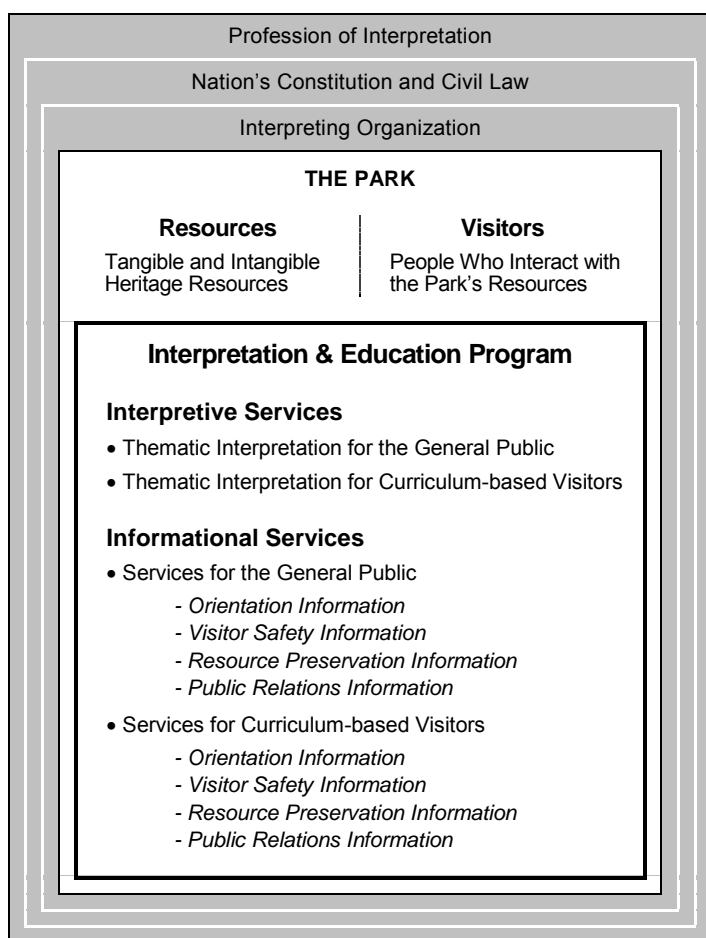 Profession of Interpretation
Nation’s Constitution and Civil Law
Interpreting Organization
THE PARK
Resources
Tangible and Intangible
Heritage Resources
Visitors
People Who Interact with
the Park’s Resources
Interpretation & Education Program
Interpretive Services
• Thematic Interpretation for the General Public
• Thematic Interpretation for Curriculum-based Visitors
Informational Services
• Services for the General Public
- Orientation Information
- Visitor Safety Information
- Resource Preservation Information
- Public Relations Information
• Services for Curriculum-based Visitors
- Orientation Information
- Visitor Safety Information
- Resource Preservation Information
- Public Relations Information